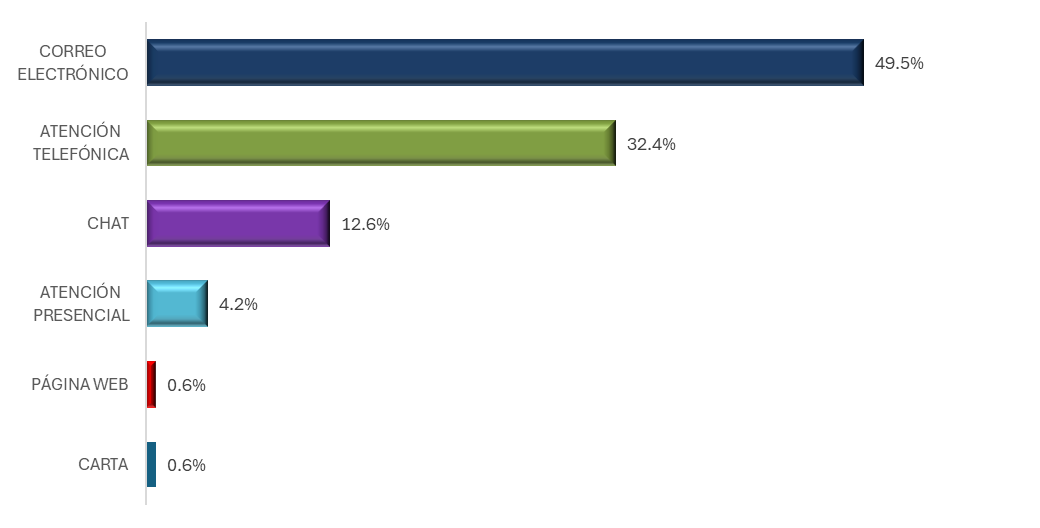 CORREO
ELECTRÓNICO
49.5%
ATENCIÓN
TELEFÓNICA
32.4%
CHAT
12.6%
ATENCIÓN
PRESENCIAL
4.2%
PÁGINA WEB
0.6%
CARTA
0.6%